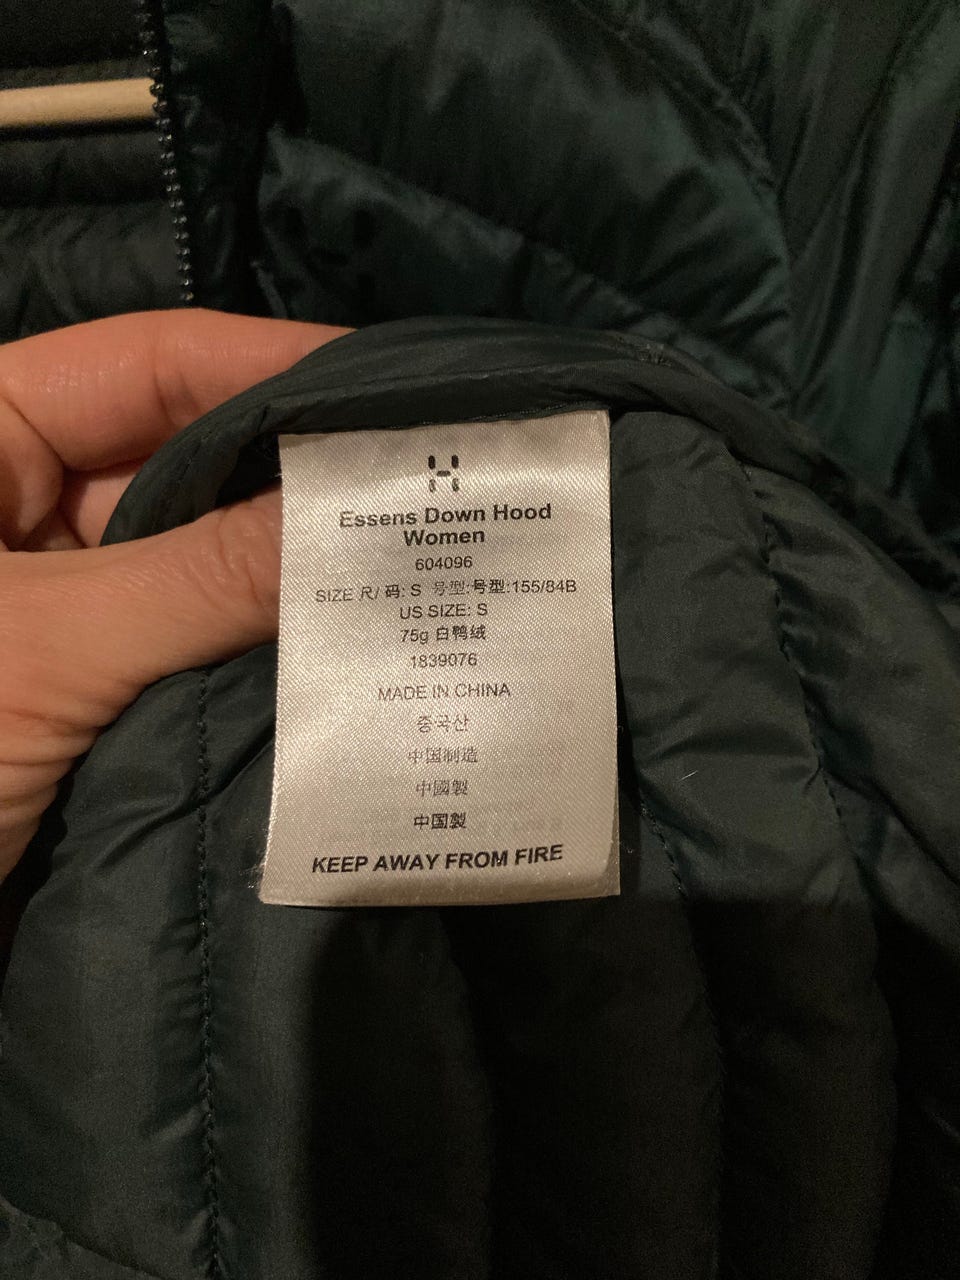 Essens Down Hood
Women
604096
SIZE 尺/ 码: S 号型:号型:155/84B
US SIZE: S
75g 白鸭绒
1839076
MADE IN CHINA
중국산
中国制造
中國製
中国製
KEEP AWAY FROM FIRE